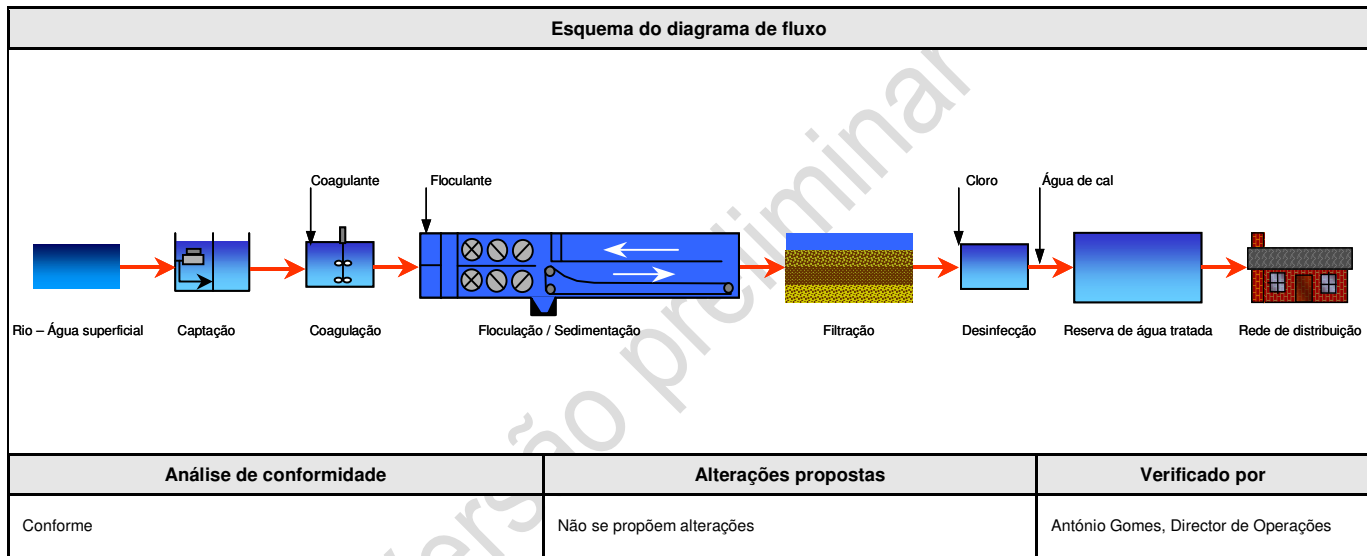 Esquema do diagrama de fluxo
Coagulante
Floculante
Cloro
Água de cal
Rio – Água superficial
Captação
Coagulação
Floculação / Sedimentação
Filtração
Desinfecção
Reserva de água tratada
Rede de distribuição
Versão preliminar
Análise de conformidade
Alterações propostas
Verificado por
Conforme
Não se propõem alterações
António Gomes, Director de Operações